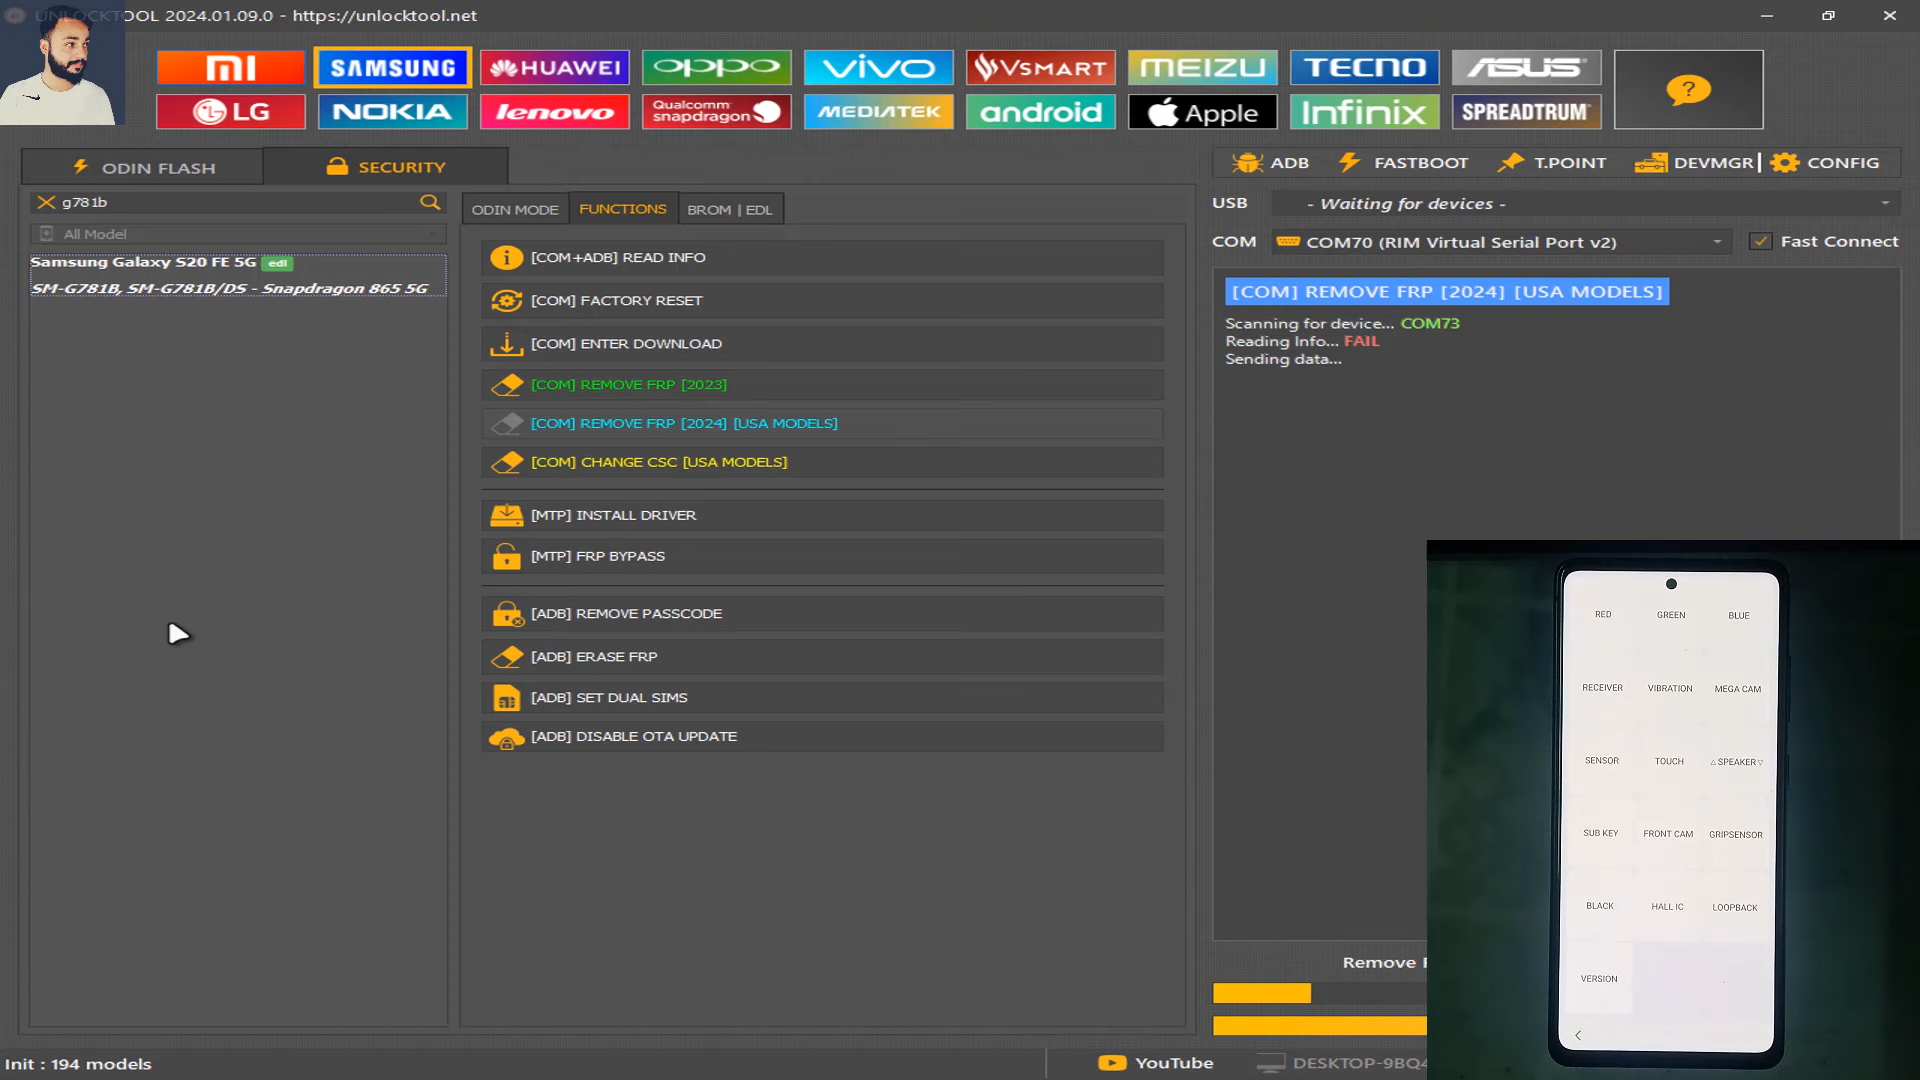 UNLOCKTOOL 2024.01.09.0 - https://unlocktool.net
MI
SAMSUNG
HUAWEI
oppo
vivo
VSMART
MEIZU
TECNO
ASUS
?
LG
NOKIA
lenovo
Qualcomm snapdragon
MEDIATEK
android
Apple
Infinix
SPREADTRUM
ODIN FLASH
SECURITY
g781b
All Model
Samsung Galaxy S20 FE 5G edl
SM-G781B, SM-G781B/DS - Snapdragon 865 5G
ODIN MODE
FUNCTIONS
BROM | EDL
[COM+ADB] READ INFO
[COM] FACTORY RESET
[COM] ENTER DOWNLOAD
[COM] REMOVE FRP [2023]
[COM] REMOVE FRP [2024] [USA MODELS]
[COM] CHANGE CSC [USA MODELS]
[MTP] INSTALL DRIVER
[MTP] FRP BYPASS
[ADB] REMOVE PASSCODE
[ADB] ERASE FRP
[ADB] SET DUAL SIMS
[ADB] DISABLE OTA UPDATE
ADB
FASTBOOT
T.POINT
DEVMGR
CONFIG
USB
- Waiting for devices -
COM
COM70 (RIM Virtual Serial Port v2)
Fast Connect
[COM] REMOVE FRP [2024] [USA MODELS]
Scanning for device... COM73
Reading Info... FAIL
Sending data...
RED GREEN BLUE
RECEIVER VIBRATION MEGA CAM
SENSOR TOUCH △ SPEAKER ▽
SUB KEY FRONT CAM GRIPSENSOR
BLACK HALL IC LOOPBACK
VERSION
Remove
Init : 194 models
YouTube
DESKTOP-9BQ4